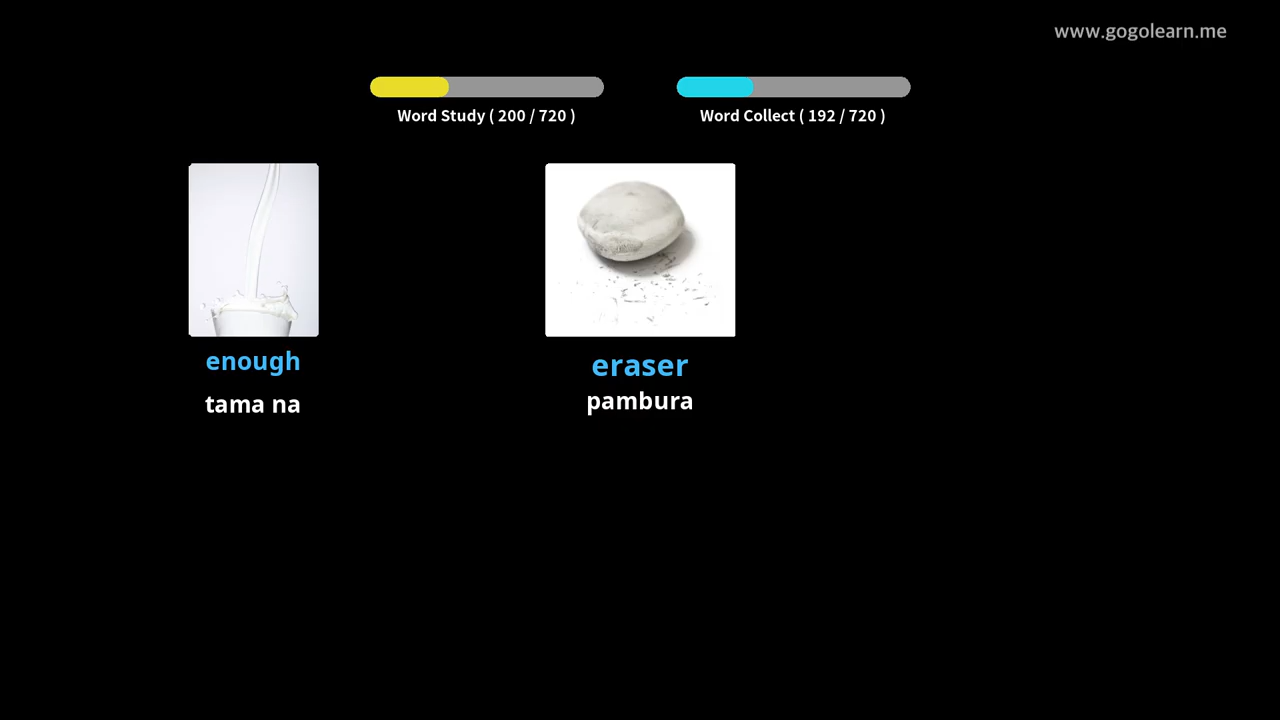 www.gogolearn.me
Word Study ( 200 / 720 )
Word Collect ( 192 / 720 )
enough
tama na
eraser
pambura